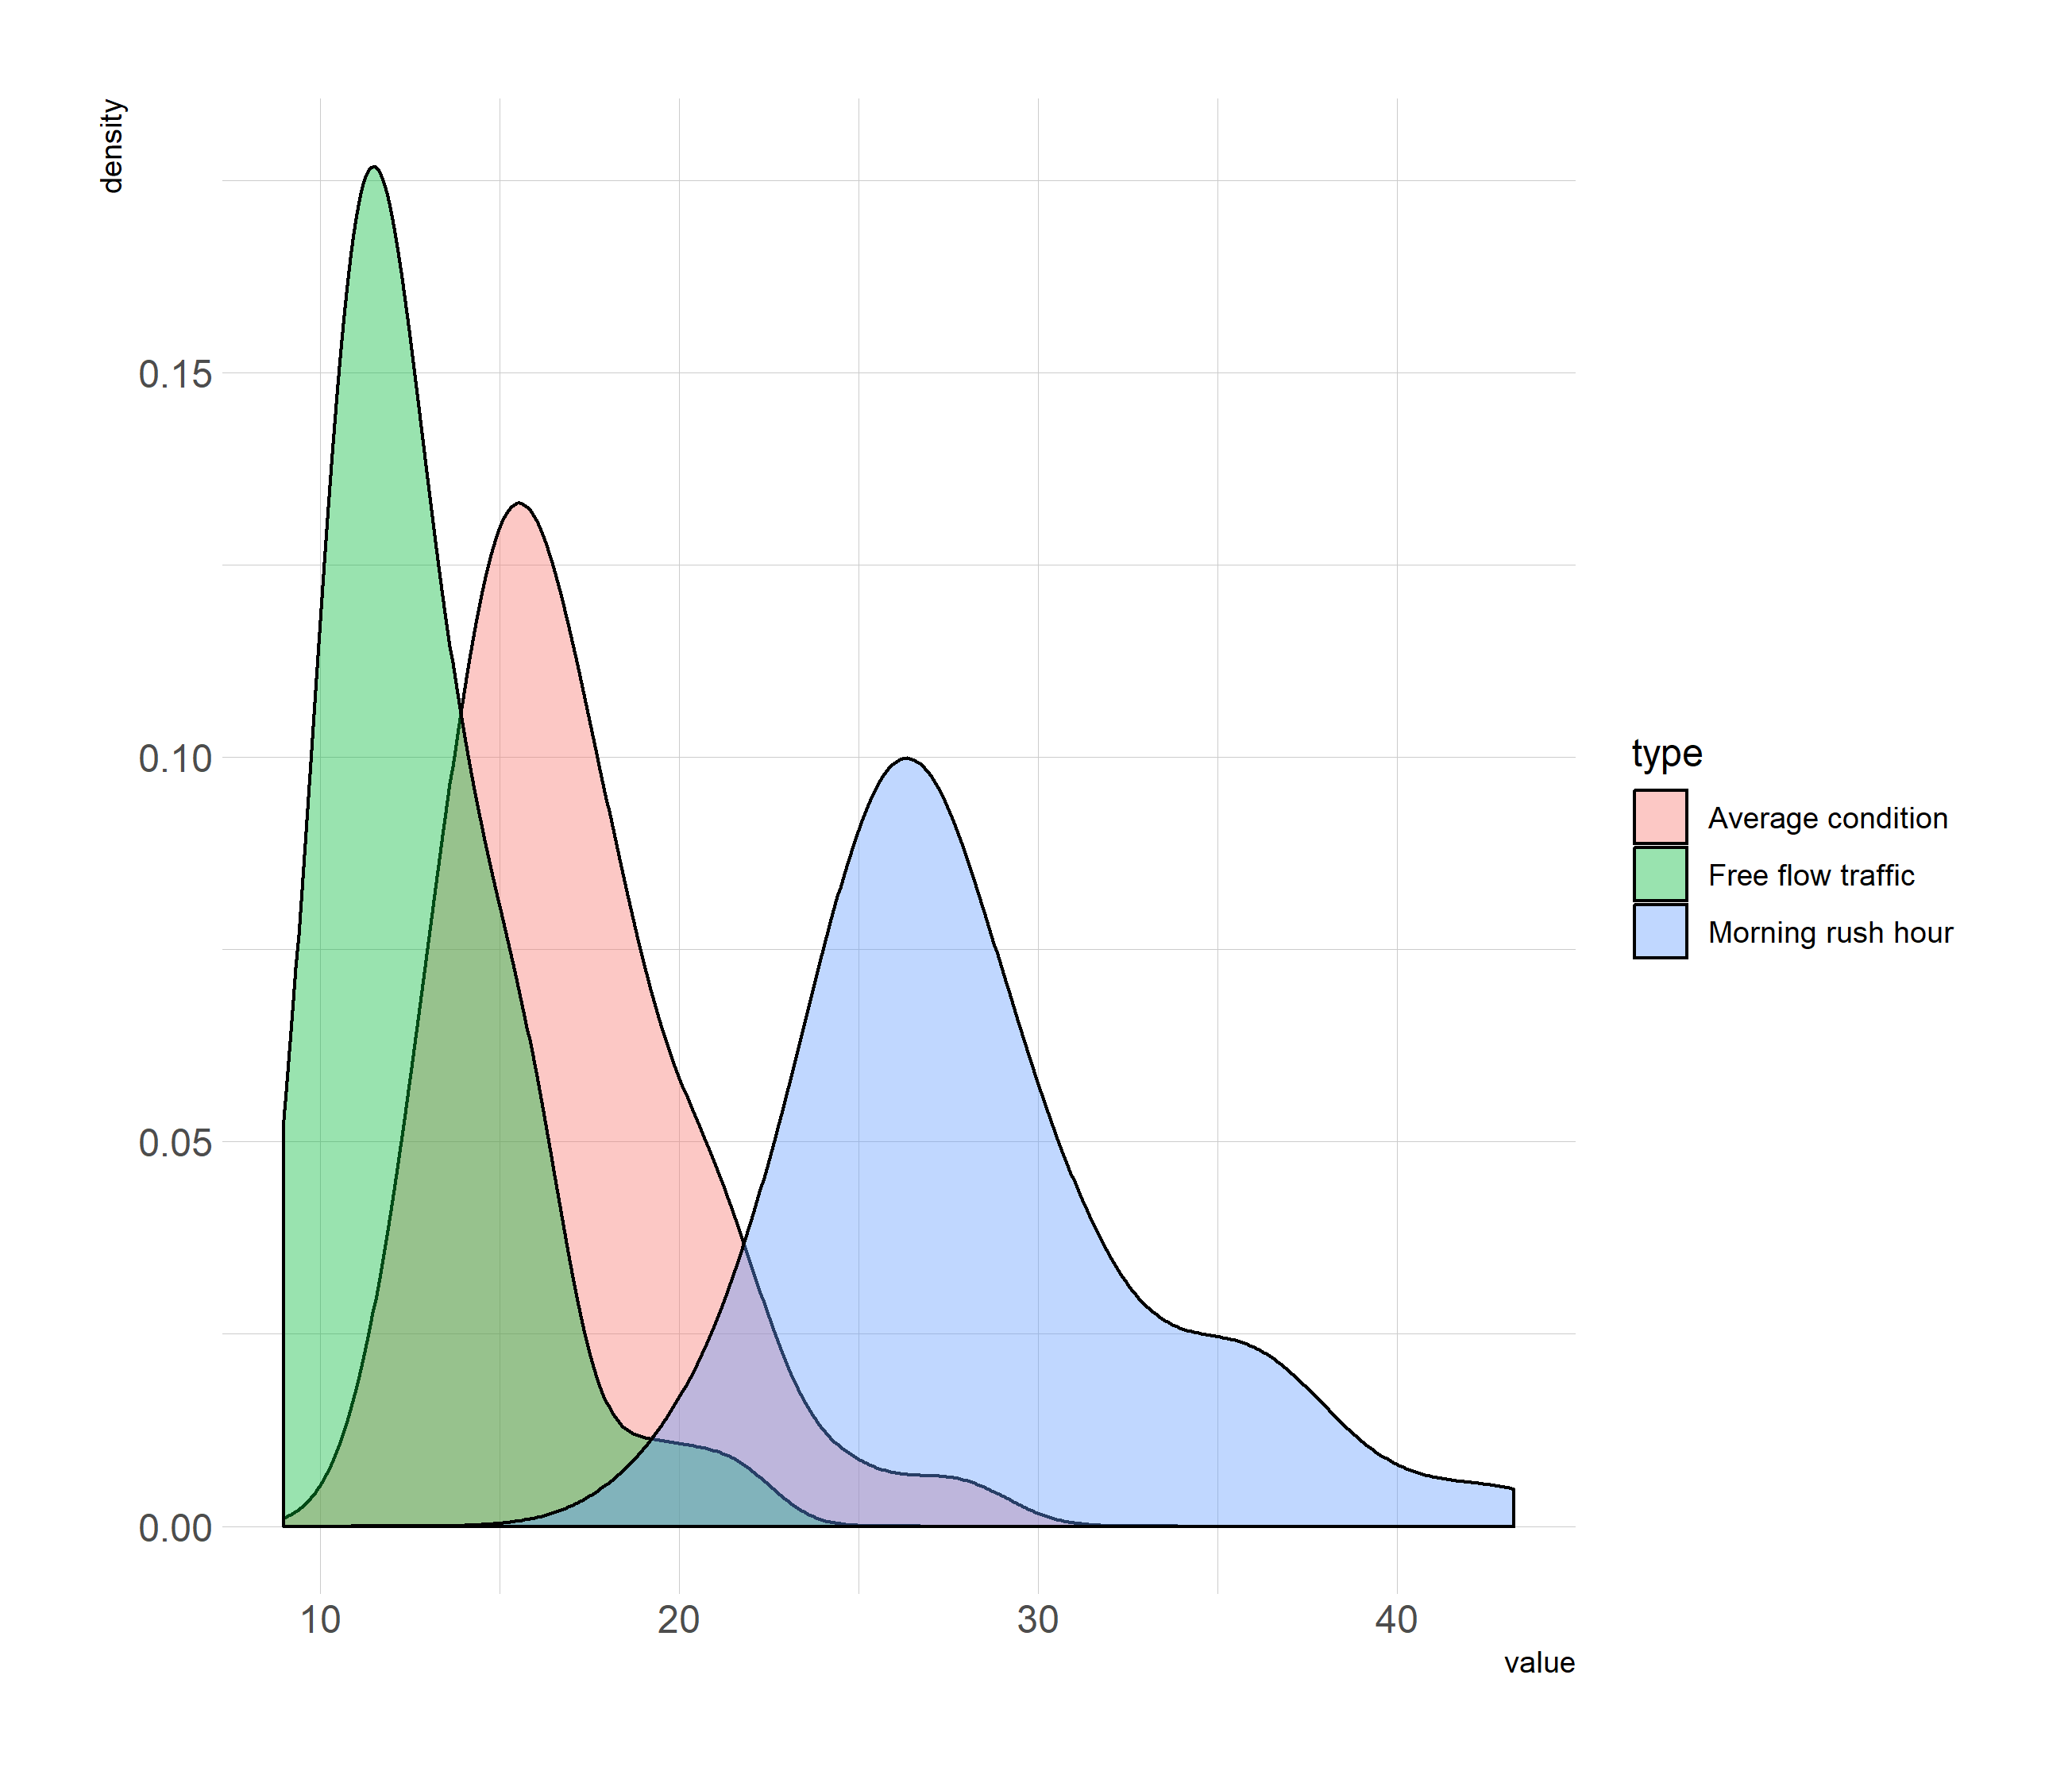 density
0.15
0.10
0.05
0.00
10 20 30 40
value
type
Average condition
Free flow traffic
Morning rush hour